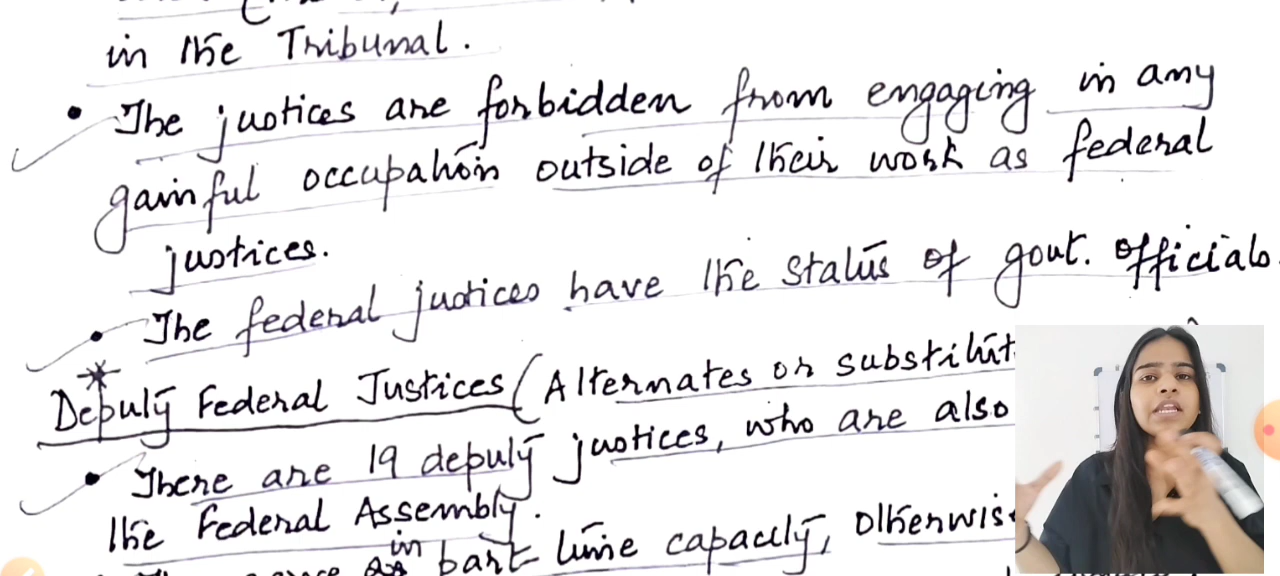 in the Tribunal.
• The justices are forbidden from engaging in any
gainful occupation outside of their work as federal
justices.
• The federal justices have the status of govt. officials.
Deputy Federal Justices (Alternates or substitut
• There are 19 deputy justices, who are also
the Federal Assembly.
in part-time capacity, otherwis